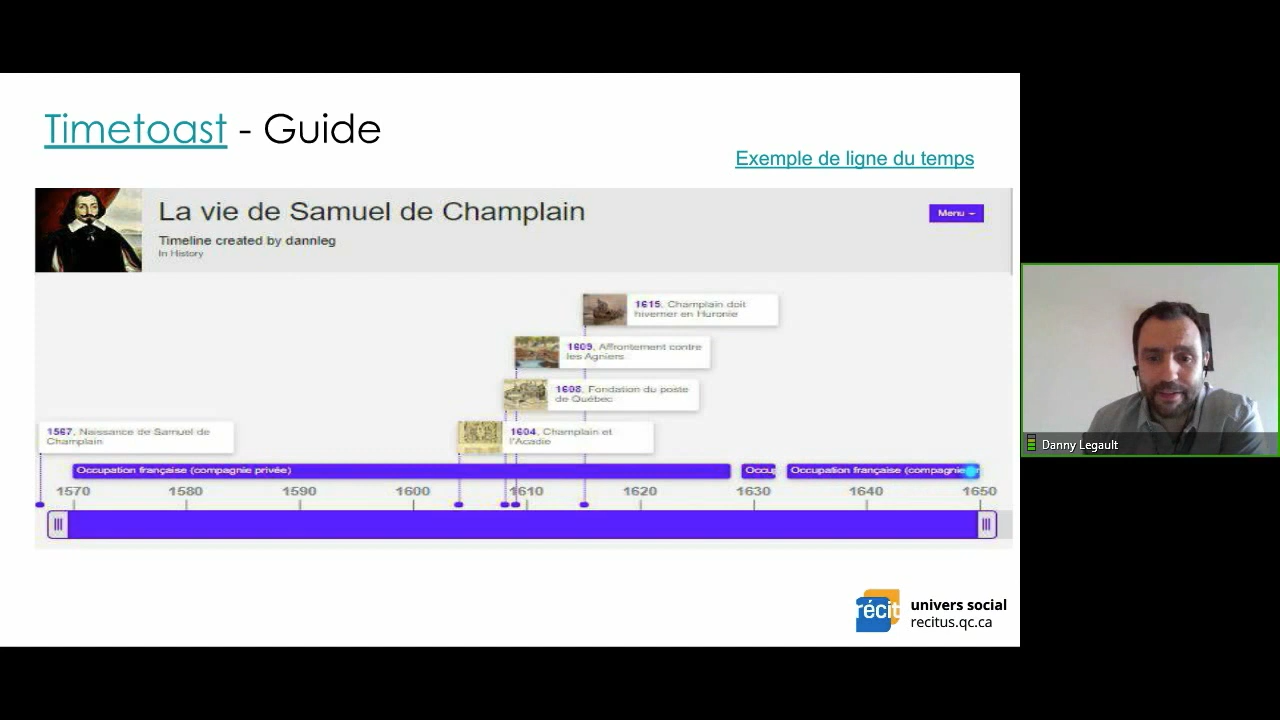 Timetoast - Guide
Exemple de ligne du temps
La vie de Samuel de Champlain
Menu
Timeline created by dannleg
In History
1615, Champlain doit
hiverner en Huronie
1609, Affrontement contre
les Agniers
1608, Fondation du poste
de Québec
1567, Naissance de Samuel de
Champlain
1604, Champlain et
l'Acadie
Occupation française (compagnie privée)
Occup
Occupation française (compagnie
1570 1580 1590 1600 1610 1620 1630 1640 1650
Danny Legault
récit
univers social
recitus.qc.ca